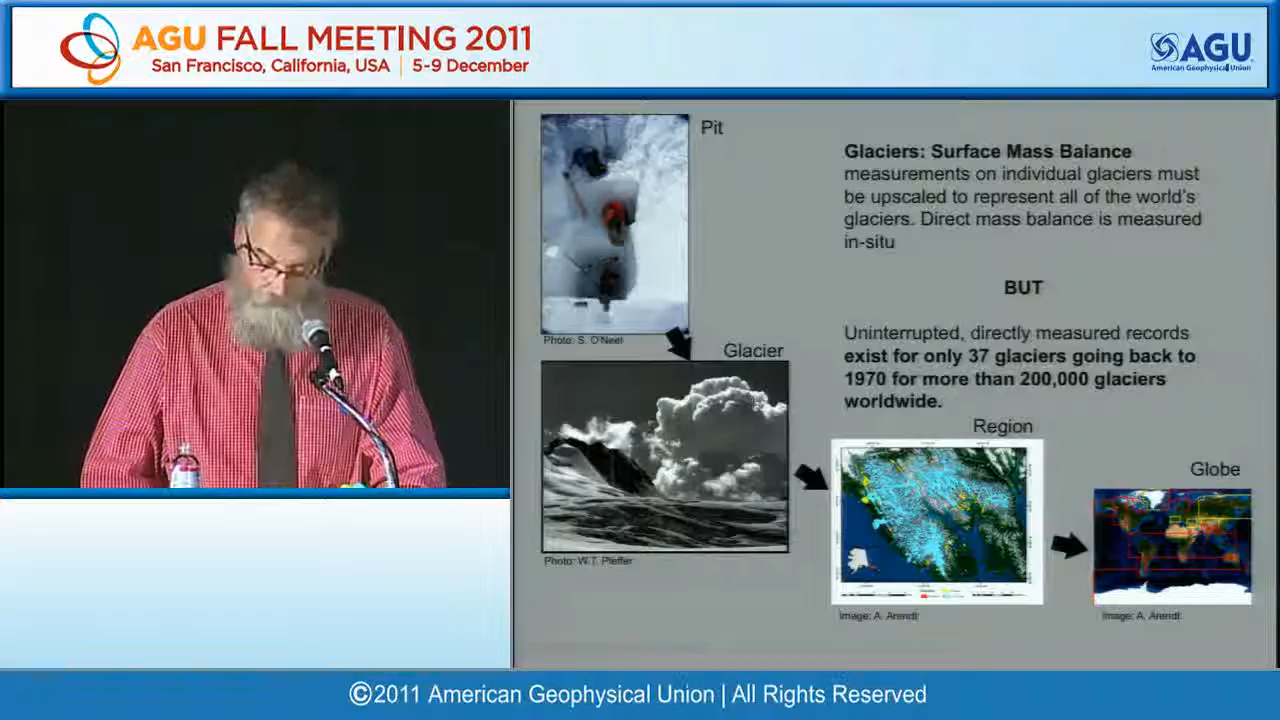 AGU FALL MEETING 2011
San Francisco, California, USA | 5-9 December
AGU
American Geophysical Union
Pit
Glaciers: Surface Mass Balance
measurements on individual glaciers must
be upscaled to represent all of the world's
glaciers. Direct mass balance is measured
in-situ
BUT
Uninterrupted, directly measured records
exist for only 37 glaciers going back to
1970 for more than 200,000 glaciers
worldwide.
Photo: S. O'Neel
Glacier
Region
Globe
Photo: W.T. Pfeffer
Image: A. Arendt
Image: A. Arendt
©2011 American Geophysical Union | All Rights Reserved